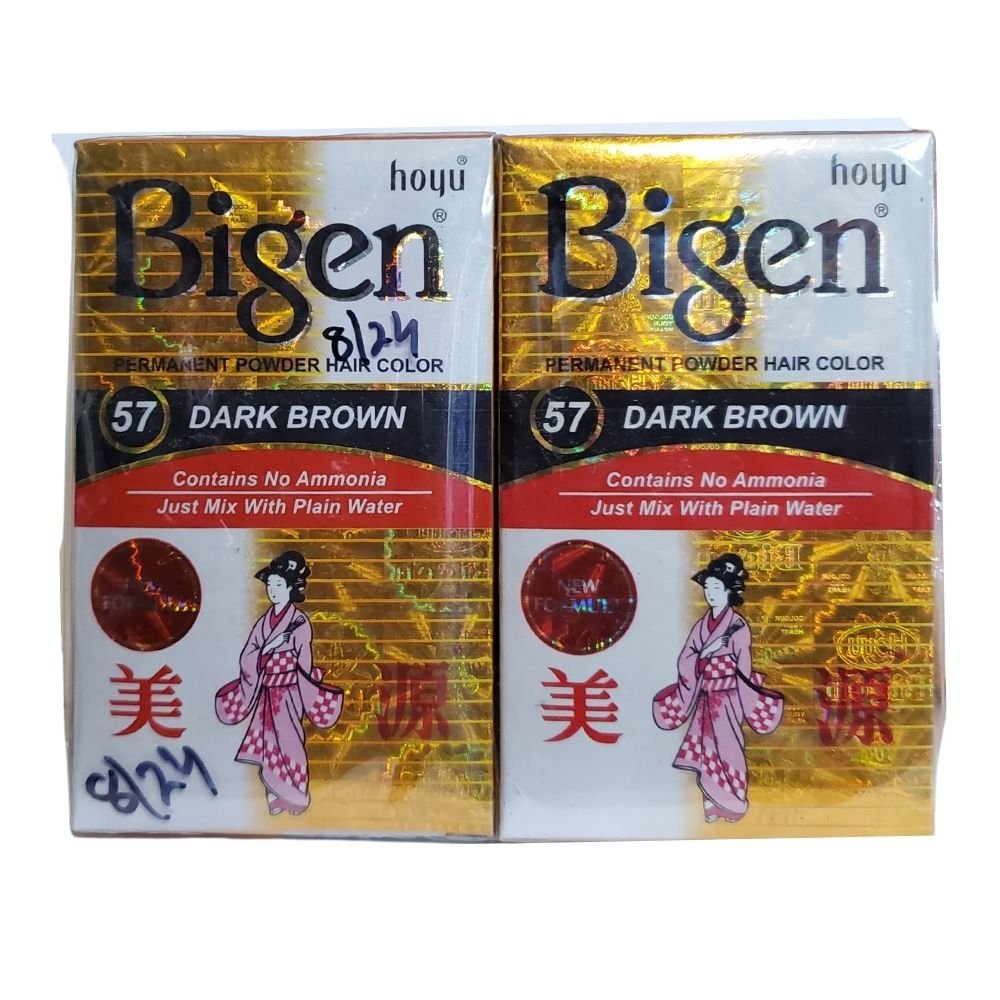 hoyu®
Bigen®
8/24
PERMANENT POWDER HAIR COLOR
57 DARK BROWN
Contains No Ammonia
Just Mix With Plain Water
美 源
8/24
hoyu
Bigen®
PERMANENT POWDER HAIR COLOR
57 DARK BROWN
Contains No Ammonia
Just Mix With Plain Water
NEW
FORMULA
美 源